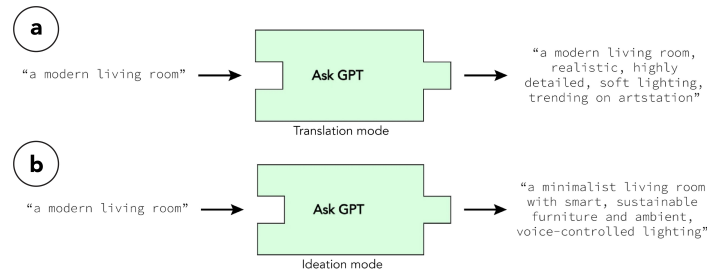 a
“a modern living room”
Ask GPT
“a modern living room,
realistic, highly
detailed, soft lighting,
trending on artstation”
Translation mode
b
“a modern living room”
Ask GPT
“a minimalist living room
with smart, sustainable
furniture and ambient,
voice-controlled lighting”
Ideation mode